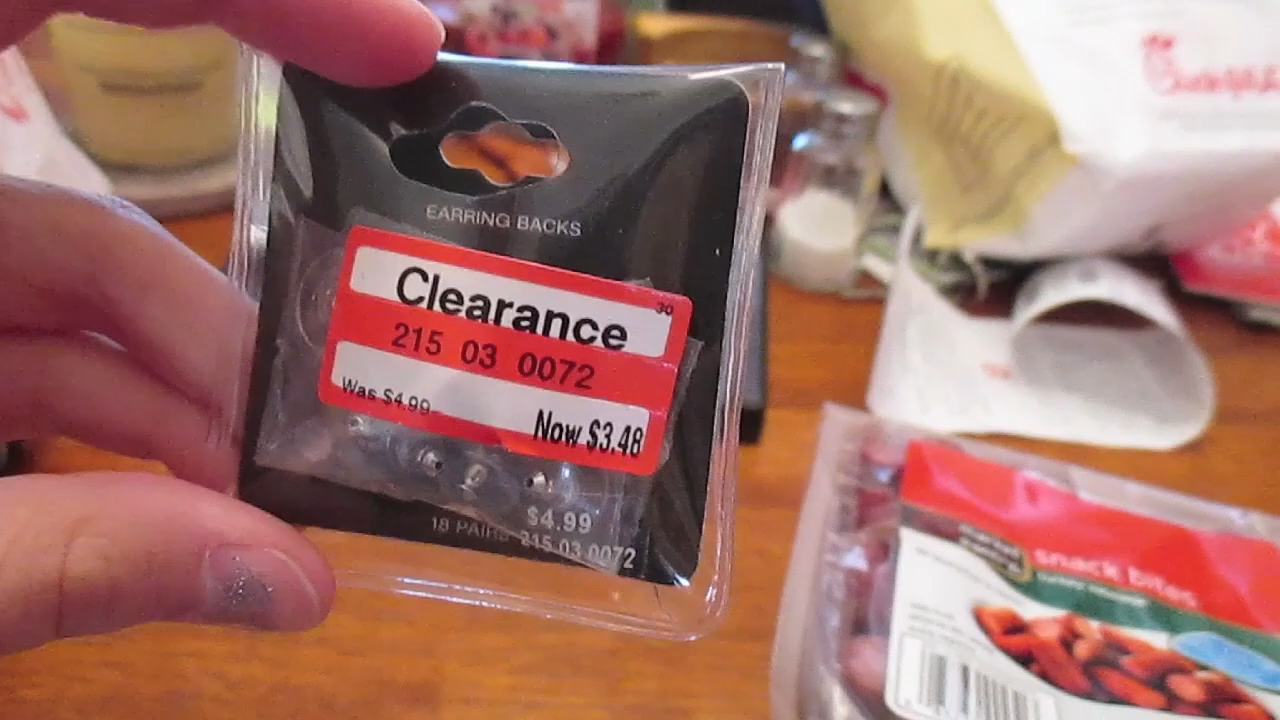 EARRING BACKS
Clearance
30
215 03 0072
Was $4.99
Now $3.48
$4.99
18 PAIRS 215 03 0072
snack bites